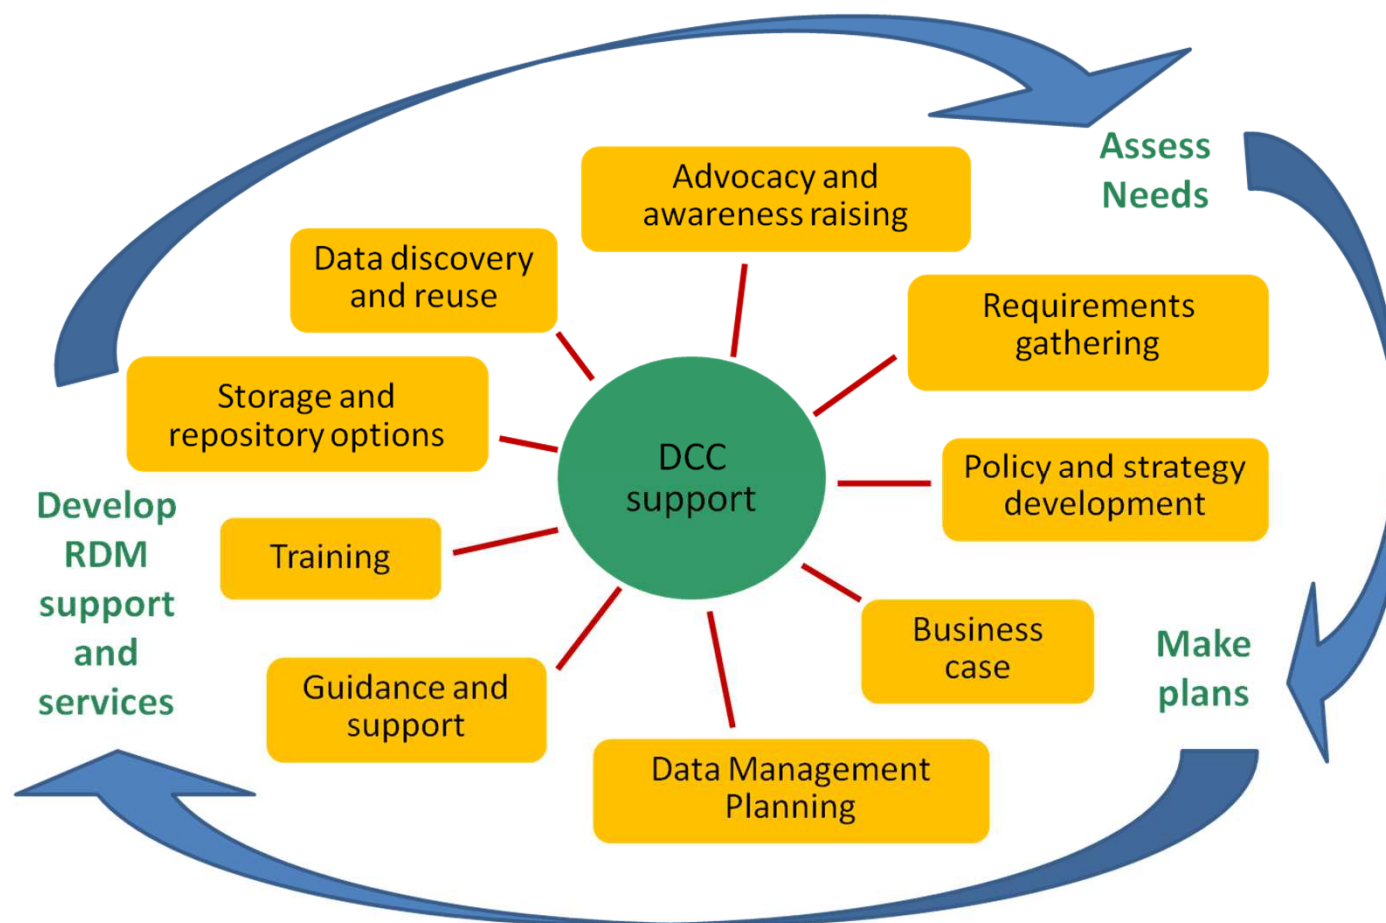 Assess
Needs
Advocacy and
awareness raising
Data discovery
and reuse
Requirements
gathering
Storage and
repository options
DCC
support
Policy and strategy
development
Develop
RDM
support
and
services
Training
Business
case
Make
plans
Guidance and
support
Data Management
Planning